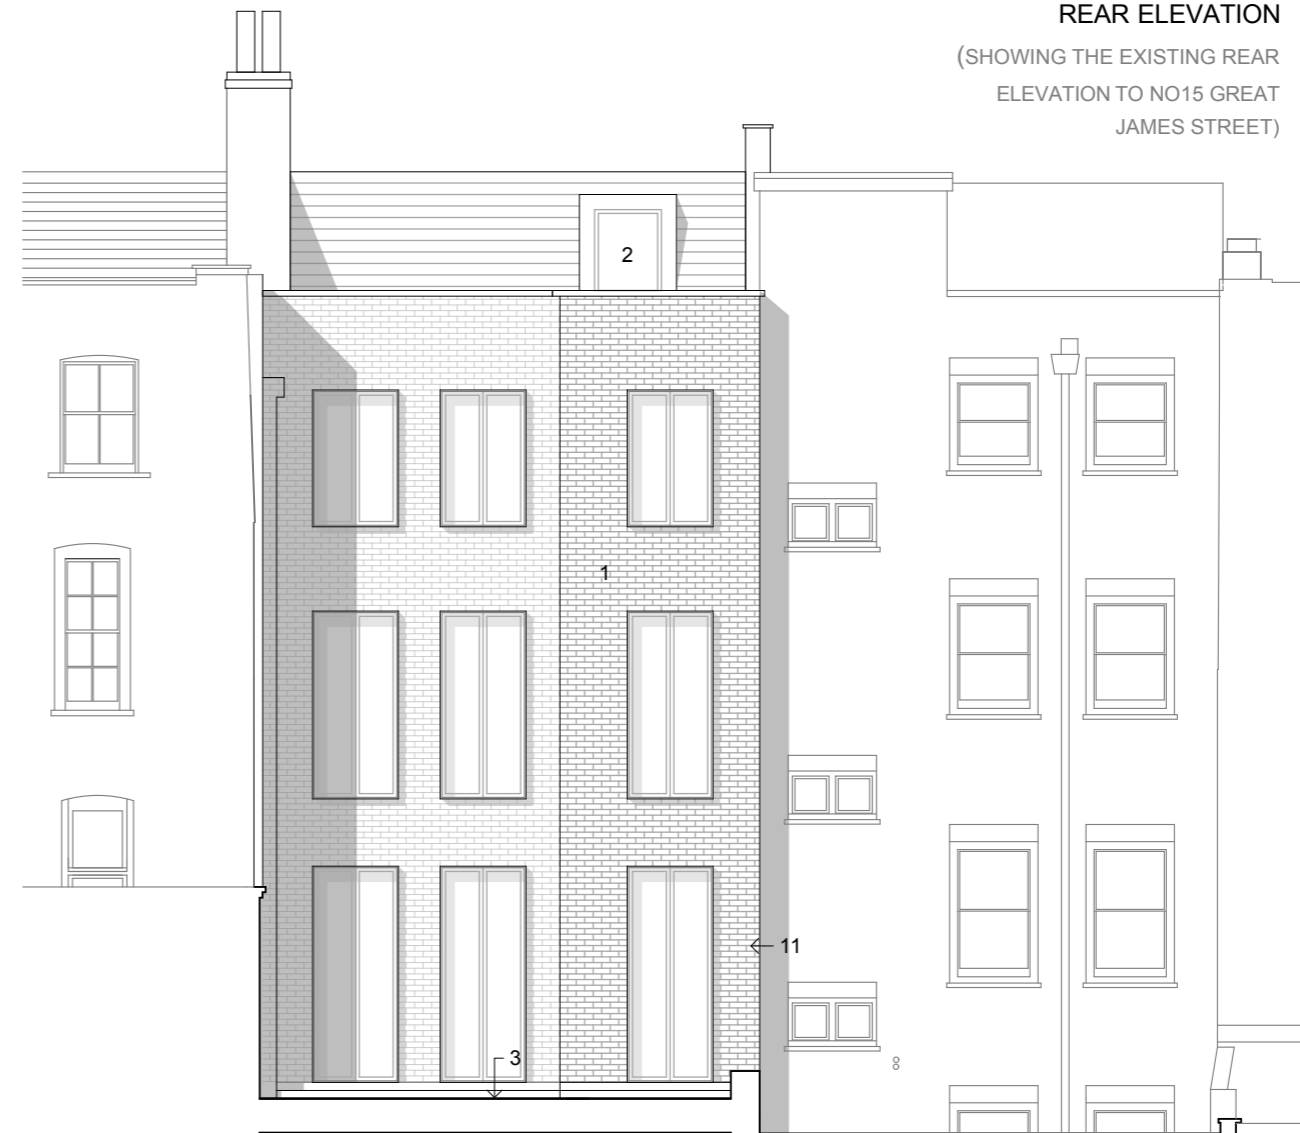 REAR ELEVATION
(SHOWING THE EXISTING REAR
ELEVATION TO NO15 GREAT
JAMES STREET)
2
1
11
3